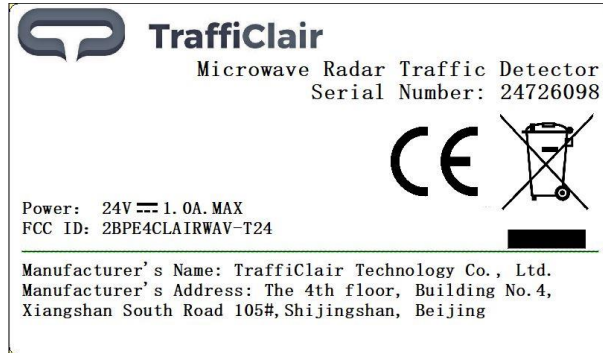 TraffiClair
Microwave Radar Traffic Detector
Serial Number: 24726098
CE
Power: 24V⎓1.0A.MAX
FCC ID: 2BPE4CLAIRWAV-T24
Manufacturer's Name: TraffiClair Technology Co., Ltd.
Manufacturer's Address: The 4th floor, Building No.4,
Xiangshan South Road 105#,Shijingshan, Beijing